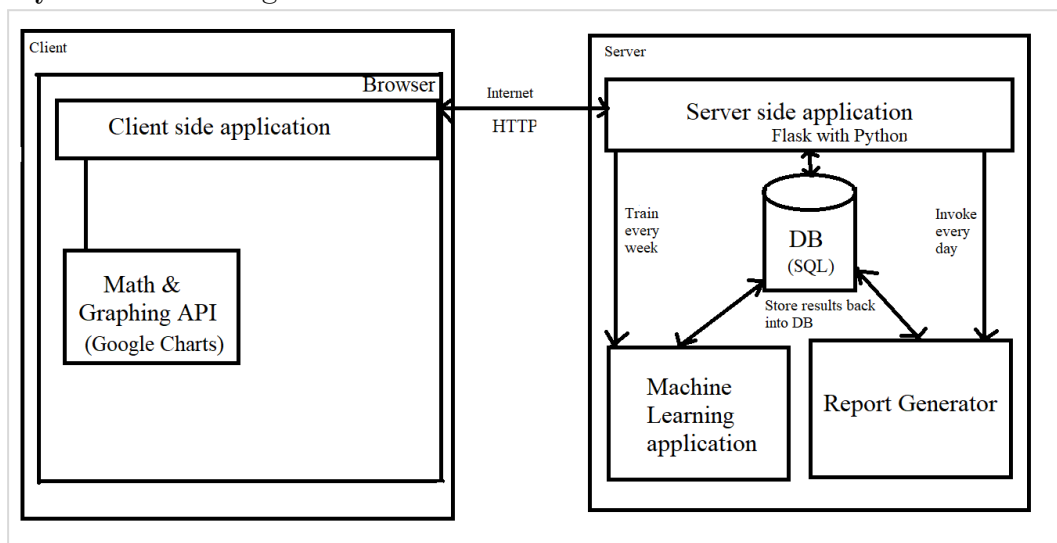 Client
Browser
Client side application
Math &
Graphing API
(Google Charts)
Internet
HTTP
Server
Server side application
Flask with Python
Train
every
week
DB
(SQL)
Invoke
every
day
Store results back
into DB
Machine
Learning
application
Report Generator